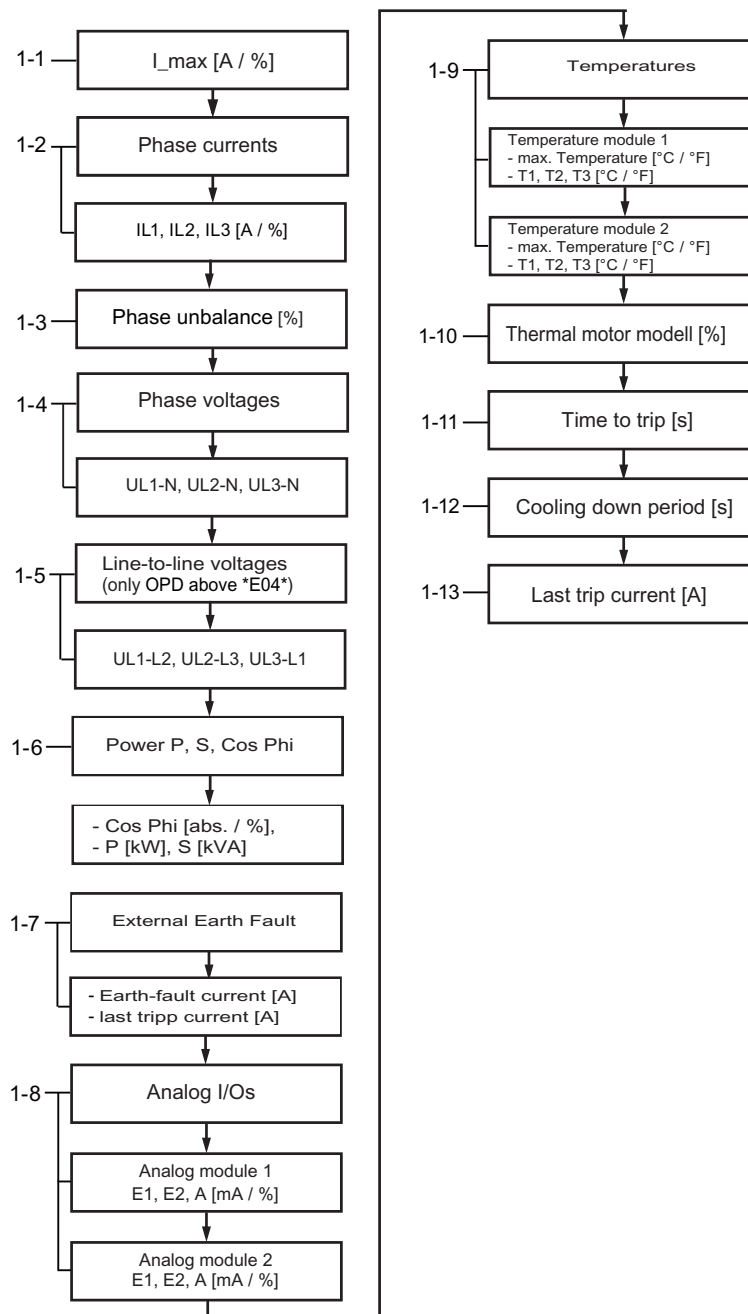 1-1
I_max [A / %]
1-2
Phase currents
IL1, IL2, IL3 [A / %]
1-3
Phase unbalance [%]
1-4
Phase voltages
UL1-N, UL2-N, UL3-N
1-5
Line-to-line voltages
(only OPD above *E04*)
UL1-L2, UL2-L3, UL3-L1
1-6
Power P, S, Cos Phi
- Cos Phi [abs. / %],
- P [kW], S [kVA]
1-7
External Earth Fault
- Earth-fault current [A]
- last tripp current [A]
1-8
Analog I/Os
Analog module 1
E1, E2, A [mA / %]
Analog module 2
E1, E2, A [mA / %]
1-9
Temperatures
Temperature module 1
- max. Temperature [°C / °F]
- T1, T2, T3 [°C / °F]
Temperature module 2
- max. Temperature [°C / °F]
- T1, T2, T3 [°C / °F]
1-10
Thermal motor modell [%]
1-11
Time to trip [s]
1-12
Cooling down period [s]
1-13
Last trip current [A]